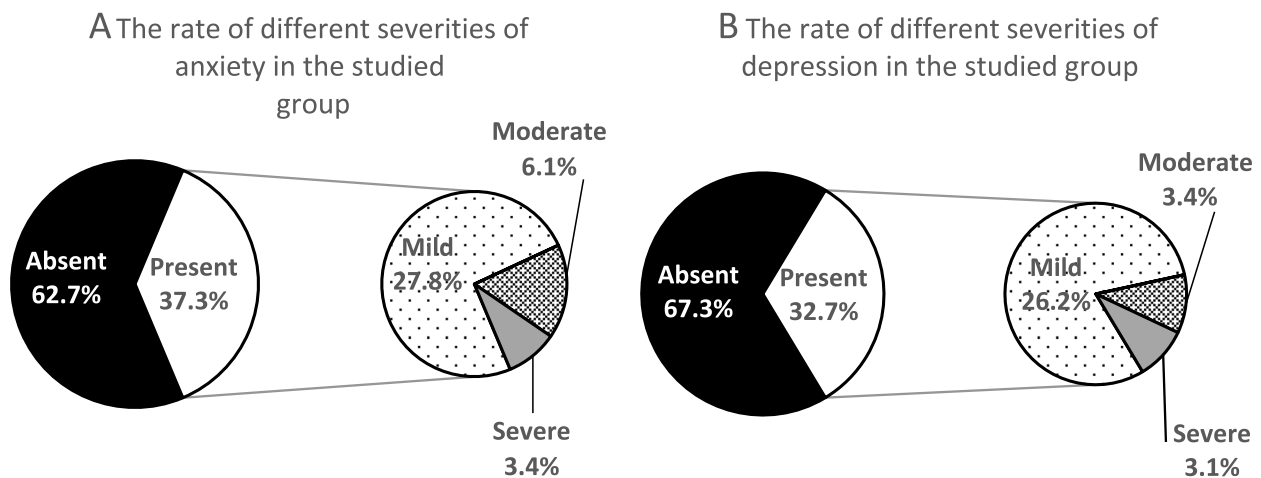 A The rate of different severities of
anxiety in the studied
group
Moderate
6.1%
Absent
62.7%
Present
37.3%
Mild
27.8%
Severe
3.4%
B The rate of different severities of
depression in the studied group
Moderate
3.4%
Absent
67.3%
Present
32.7%
Mild
26.2%
Severe
3.1%